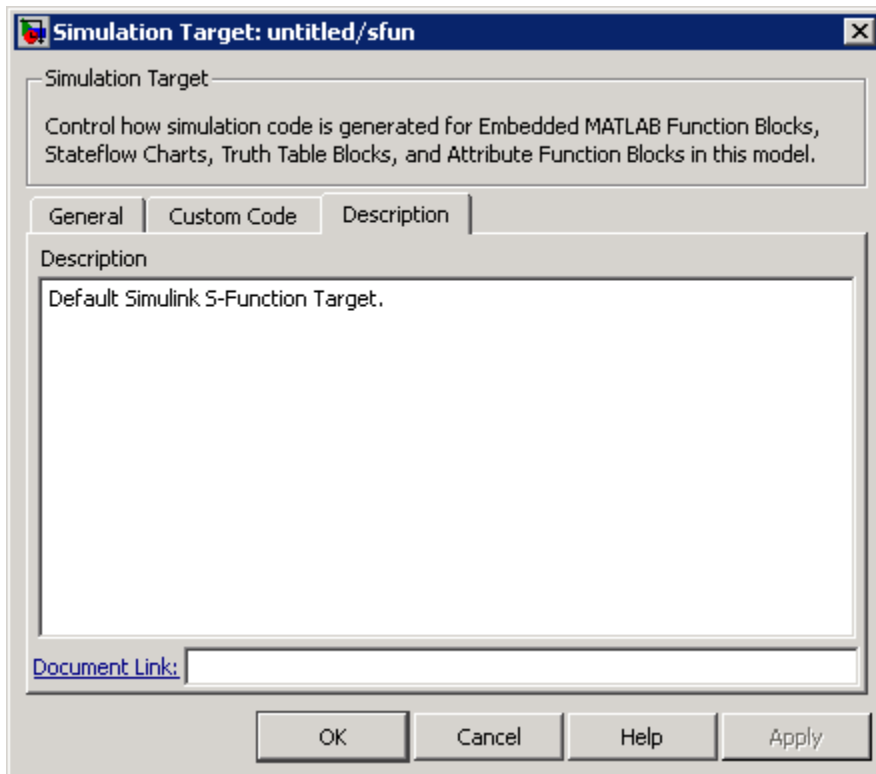 Simulation Target: untitled/sfun
Simulation Target
Control how simulation code is generated for Embedded MATLAB Function Blocks,
Stateflow Charts, Truth Table Blocks, and Attribute Function Blocks in this model.
General Custom Code Description
Description
Default Simulink S-Function Target.
Document Link:
OK Cancel Help Apply